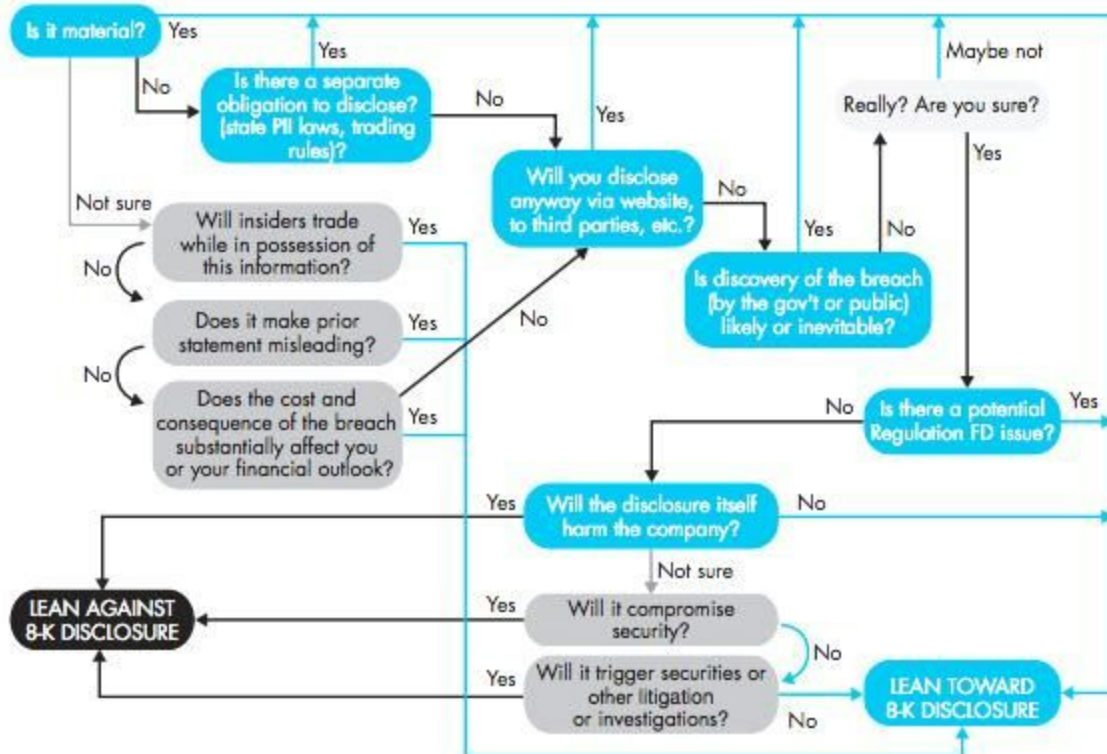 Is it material?
Yes
Yes
Maybe not
No
Is there a separate
obligation to disclose?
(state PII laws, trading
rules)?
No
Yes
Really? Are you sure?
Yes
Will you disclose
anyway via website,
to third parties, etc.?
No
Yes
No
Not sure
Will insiders trade
while in possession of
this information?
Yes
No
Is discovery of the breach
(by the gov't or public)
likely or inevitable?
No
Does it make prior
statement misleading?
Yes
No
Does the cost and
consequence of the breach
substantially affect you
or your financial outlook?
Yes
No
Is there a potential
Regulation FD issue?
Yes
Yes
Will the disclosure itself
harm the company?
No
Not sure
LEAN AGAINST
8-K DISCLOSURE
Yes
Will it compromise
security?
No
Yes
Will it trigger securities or
other litigation
or investigations?
No
LEAN TOWARD
8-K DISCLOSURE